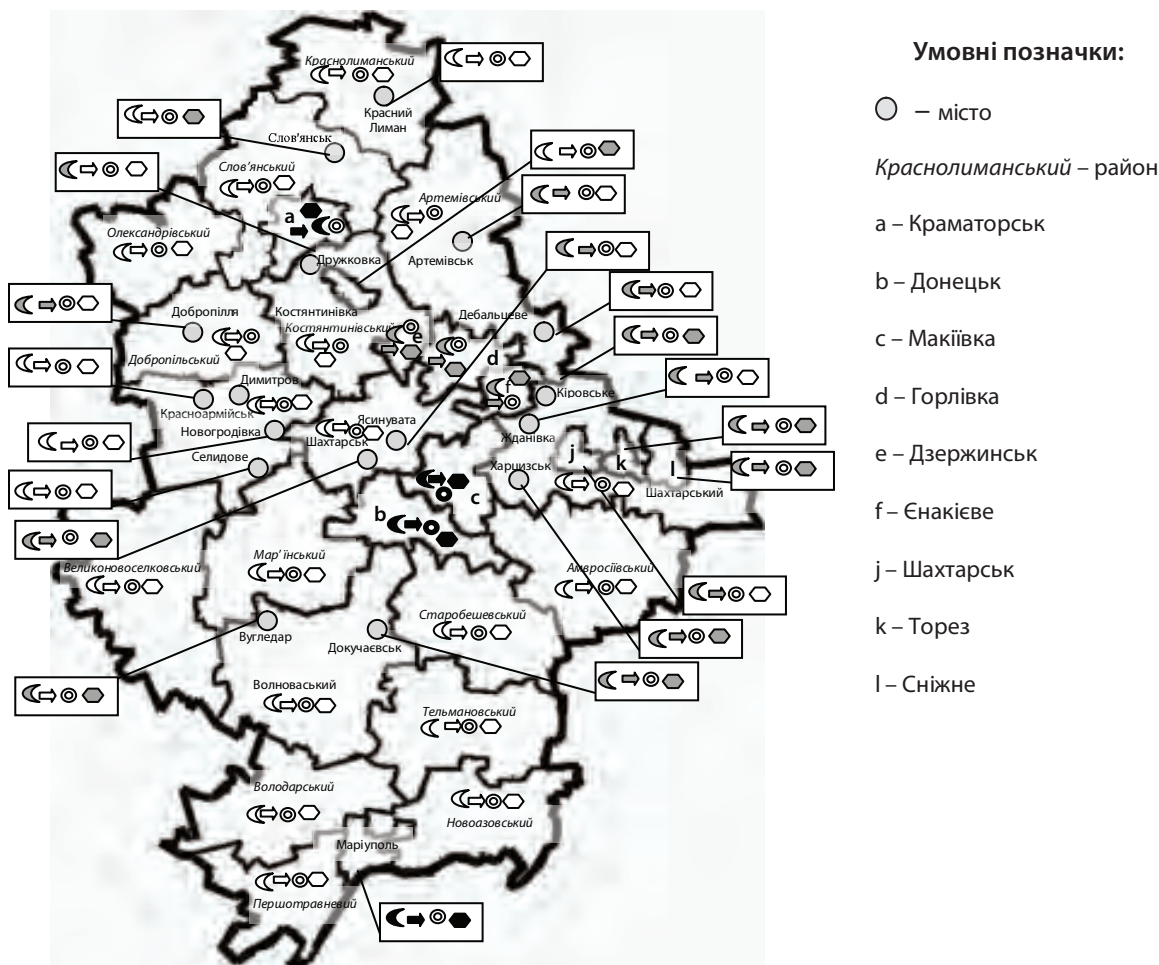 Краснолиманський
Красний
Лиман
Слов'янськ
Слов'янський
a
Артемівський
Олександрівський
Дружковка
Артемівськ
Добропілля
Костянтинівка
Костянтинівський
e
Дебальцеве
d
Добропільський
Димитров
f
Кіровське
Красноармійськ
Ясинувата
Новогродівка
Жданівка
Шахтарськ
Селидове
Харцизськ
j
k
l
Шахтарський
c
b
Мар'їнський
Великоновоселковський
Амвросіївський
Старобешевський
Вугледар
Докучаєвськ
Волноваський
Тельмановський
Володарський
Новоазовський
Маріуполь
Першотравневий
Умовні позначки:
– місто
Краснолиманський – район
a – Краматорськ
b – Донецьк
c – Макіївка
d – Горлівка
e – Дзержинськ
f – Єнакієве
j – Шахтарськ
k – Торез
l – Сніжне